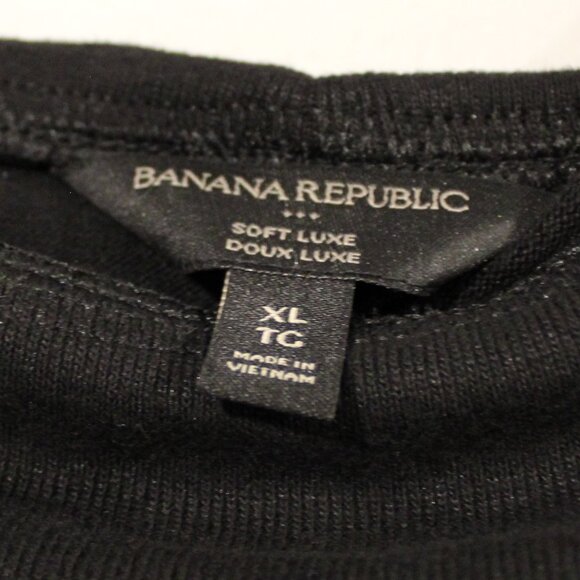 BANANA REPUBLIC
SOFT LUXE
DOUX LUXE
XL
TG
MADE IN
VIETNAM